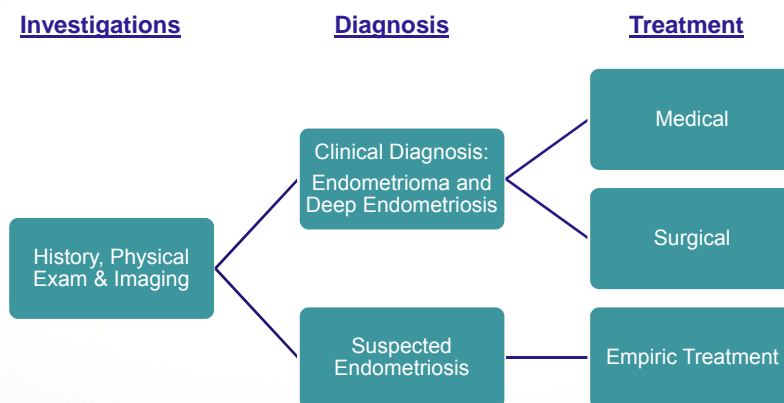 Investigations
Diagnosis
Treatment
Medical
Clinical Diagnosis:
Endometrioma and
Deep Endometriosis
Surgical
History, Physical
Exam & Imaging
Suspected
Endometriosis
Empiric Treatment